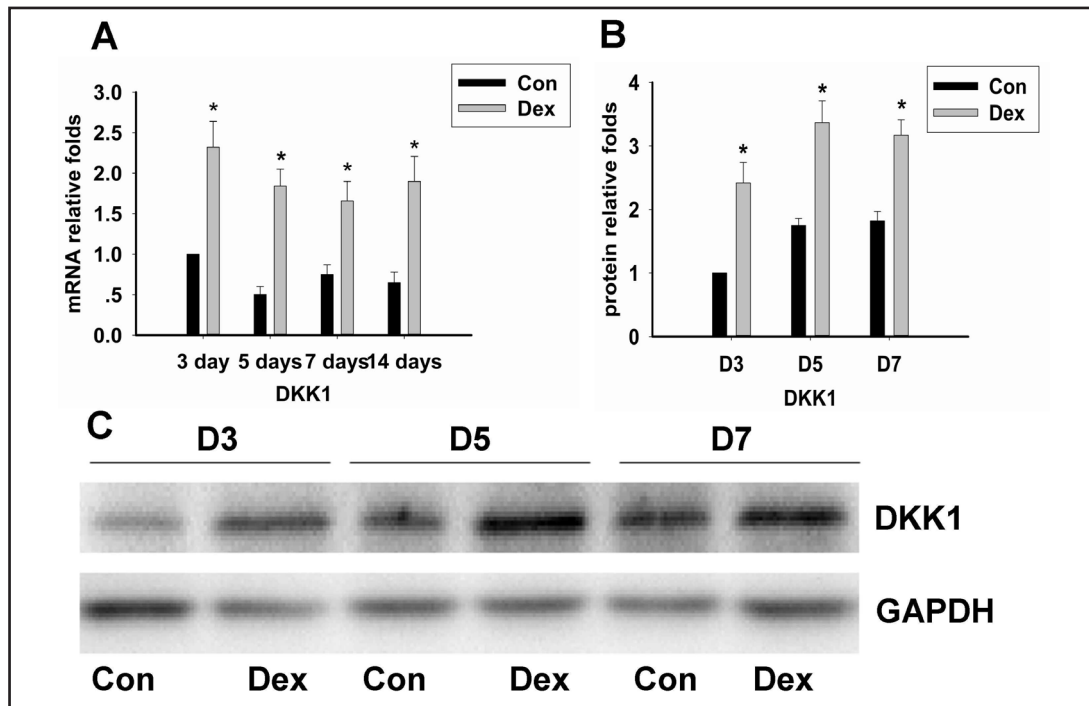 A
Con
Dex
mRNA relative folds
3.0
2.5
2.0
1.5
1.0
.5
0.0
* * * *
3 day 5 days 7 days 14 days
DKK1
B
Con
Dex
protein relative folds
4
3
2
1
0
* * *
D3 D5 D7
DKK1
C
D3 D5 D7
DKK1
GAPDH
Con Dex Con Dex Con Dex